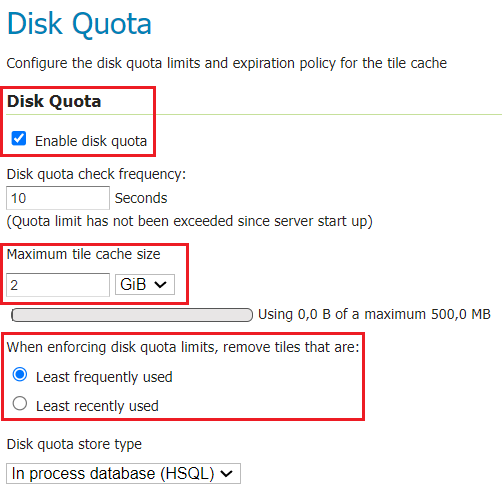 Disk Quota
Configure the disk quota limits and expiration policy for the tile cache
Disk Quota
Enable disk quota
Disk quota check frequency:
10 Seconds
(Quota limit has not been exceeded since server start up)
Maximum tile cache size
2 GiB
Using 0,0 B of a maximum 500,0 MB
When enforcing disk quota limits, remove tiles that are:
Least frequently used
Least recently used
Disk quota store type
In process database (HSQL)